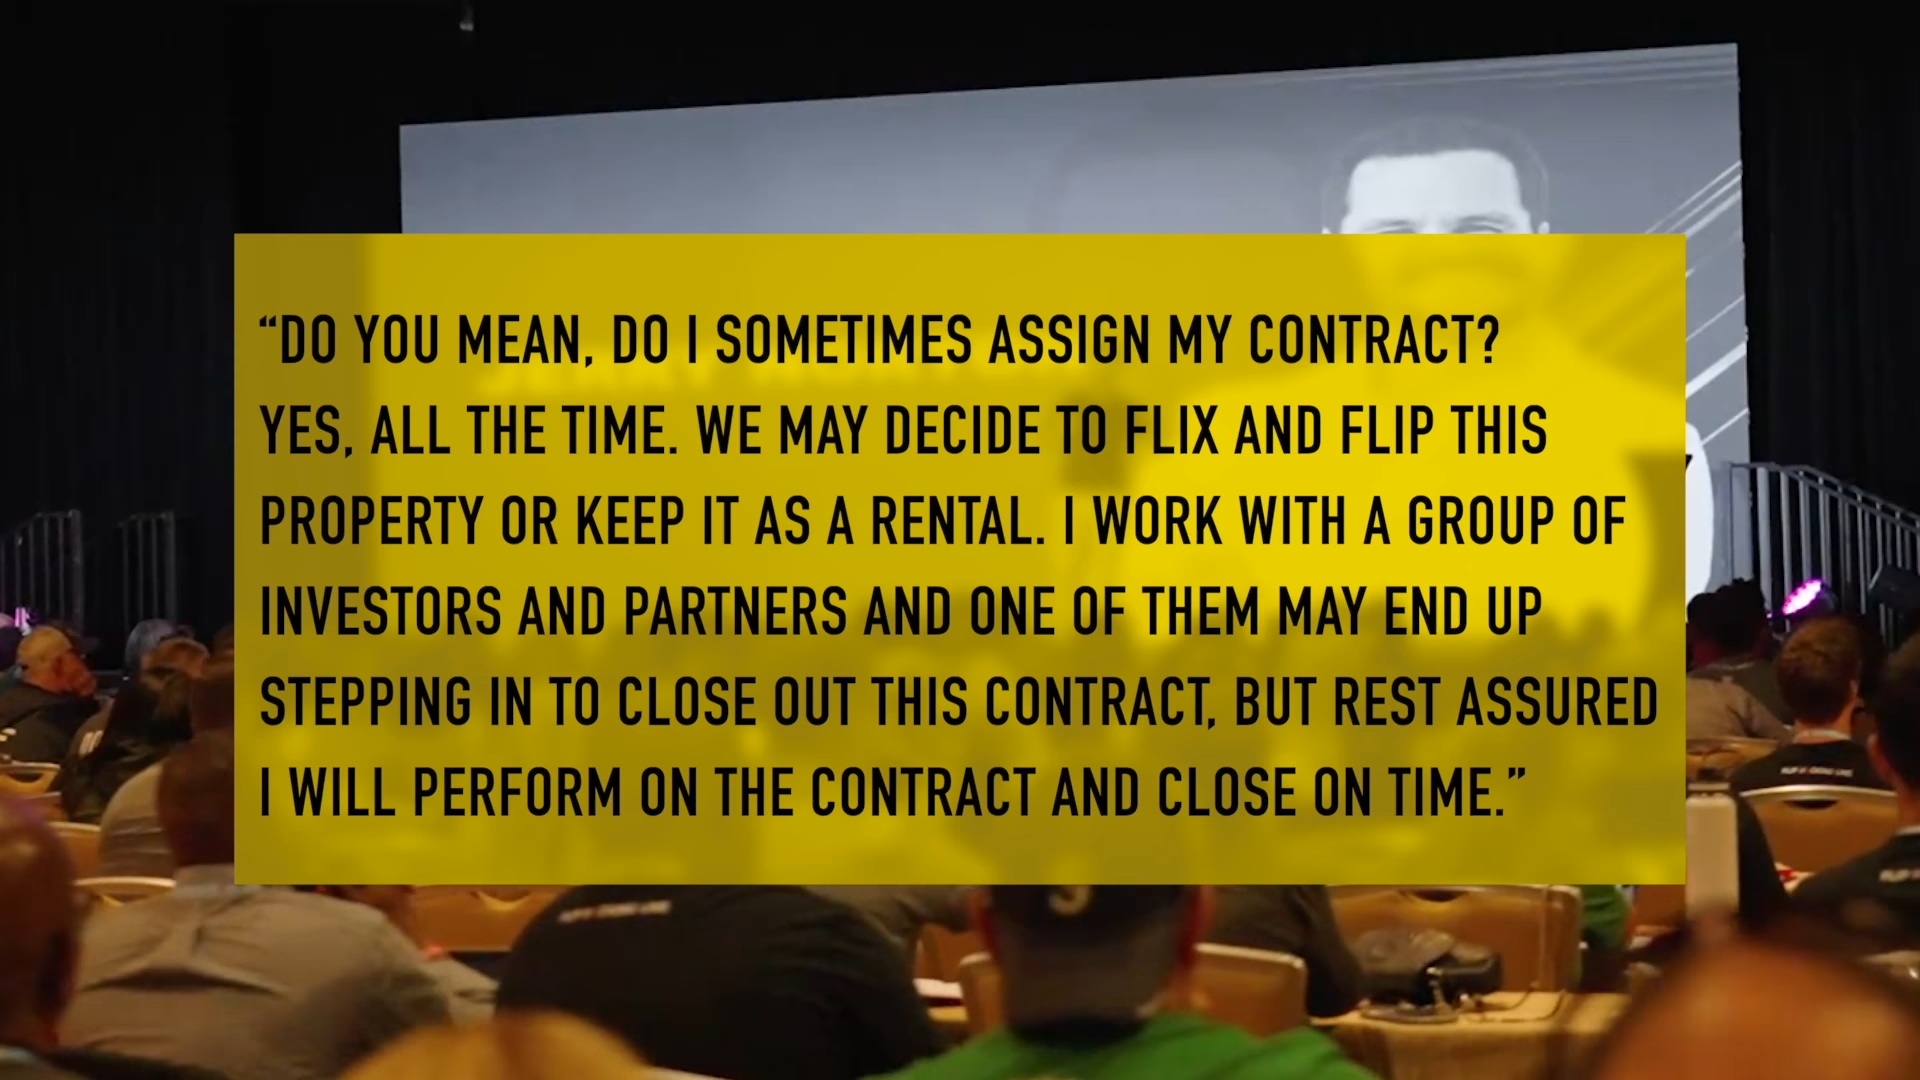 “DO YOU MEAN, DO I SOMETIMES ASSIGN MY CONTRACT?
YES, ALL THE TIME. WE MAY DECIDE TO FLIX AND FLIP THIS
PROPERTY OR KEEP IT AS A RENTAL. I WORK WITH A GROUP OF
INVESTORS AND PARTNERS AND ONE OF THEM MAY END UP
STEPPING IN TO CLOSE OUT THIS CONTRACT, BUT REST ASSURED
I WILL PERFORM ON THE CONTRACT AND CLOSE ON TIME.”